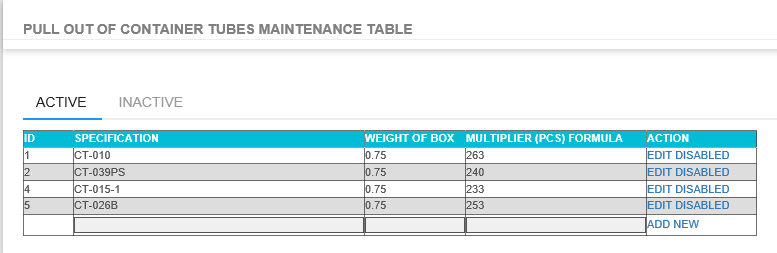 PULL OUT OF CONTAINER TUBES MAINTENANCE TABLE
ACTIVE INACTIVE
ID SPECIFICATION WEIGHT OF BOX MULTIPLIER (PCS) FORMULA ACTION
1 CT-010 0.75 263 EDIT DISABLED
2 CT-039PS 0.75 240 EDIT DISABLED
4 CT-015-1 0.75 233 EDIT DISABLED
5 CT-026B 0.75 253 EDIT DISABLED
ADD NEW